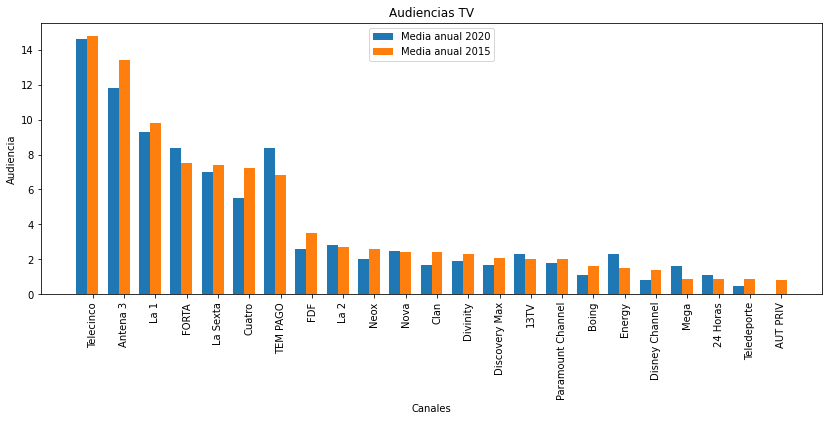 Audiencias TV
Media anual 2020
Media anual 2015
Audiencia
14
12
10
8
6
4
2
0
Telecinco
Antena 3
La 1
FORTA
La Sexta
Cuatro
TEM PAGO
FDF
La 2
Neox
Nova
Clan
Divinity
Discovery Max
13TV
Paramount Channel
Boing
Energy
Disney Channel
Mega
24 Horas
Teledeporte
AUT PRIV
Canales